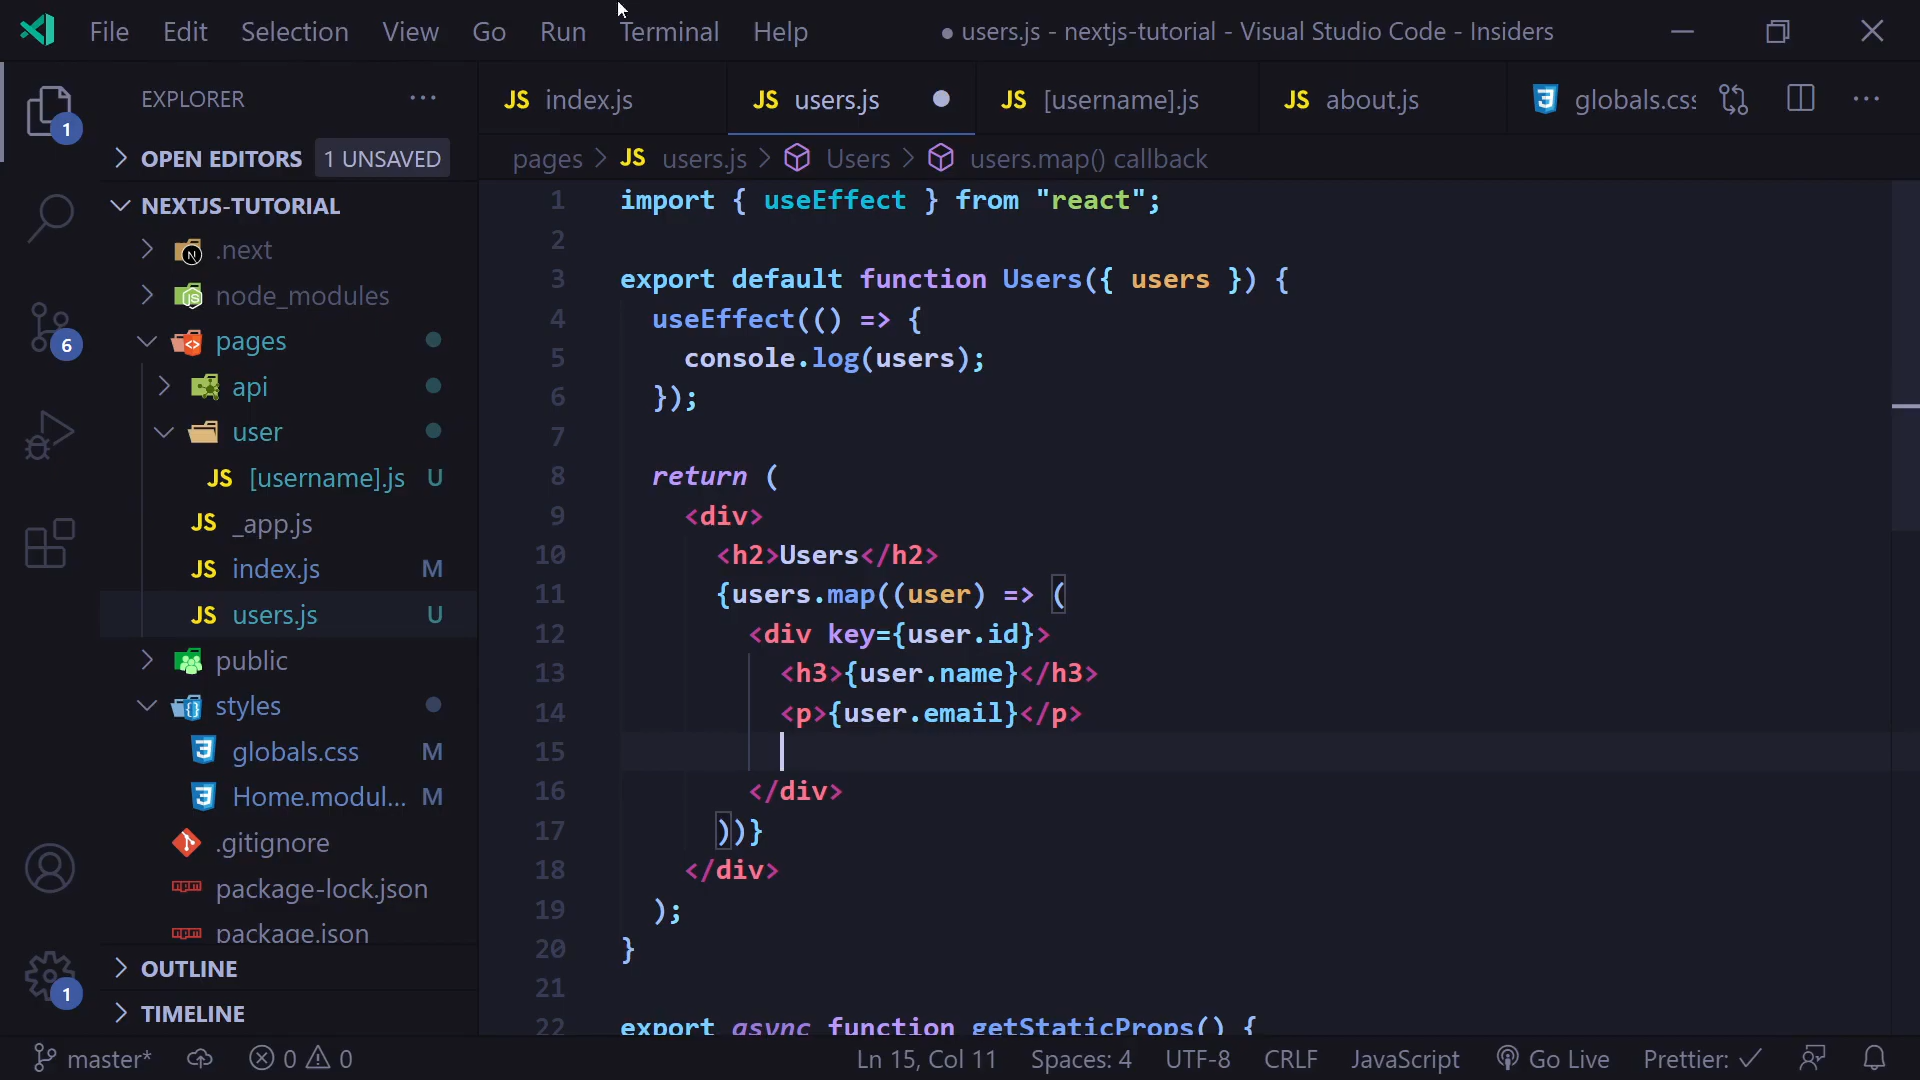 File Edit Selection View Go Run Terminal Help ● users.js - nextjs-tutorial - Visual Studio Code - Insiders
EXPLORER ...
JS index.js JS users.js ● JS [username].js JS about.js globals.css ...
OPEN EDITORS 1 UNSAVED
pages > JS users.js > Users > users.map() callback
NEXTJS-TUTORIAL
.next
node_modules
pages
api
user
JS [username].js U
JS _app.js
JS index.js M
JS users.js U
public
styles
globals.css M
Home.modul... M
.gitignore
package-lock.json
package.json
OUTLINE
TIMELINE
1
6
1
1 import { useEffect } from "react";
2
3 export default function Users({ users }) {
4 useEffect(() => {
5 console.log(users);
6 });
7
8 return (
9 <div>
10 <h2>Users</h2>
11 {users.map((user) => (
12 <div key={user.id}>
13 <h3>{user.name}</h3>
14 <p>{user.email}</p>
15
16 </div>
17 ))}
18 </div>
19 );
20 }
21
22 export async function getStaticProps() {
master* 0 0 Ln 15, Col 11 Spaces: 4 UTF-8 CRLF JavaScript Go Live Prettier: ✓